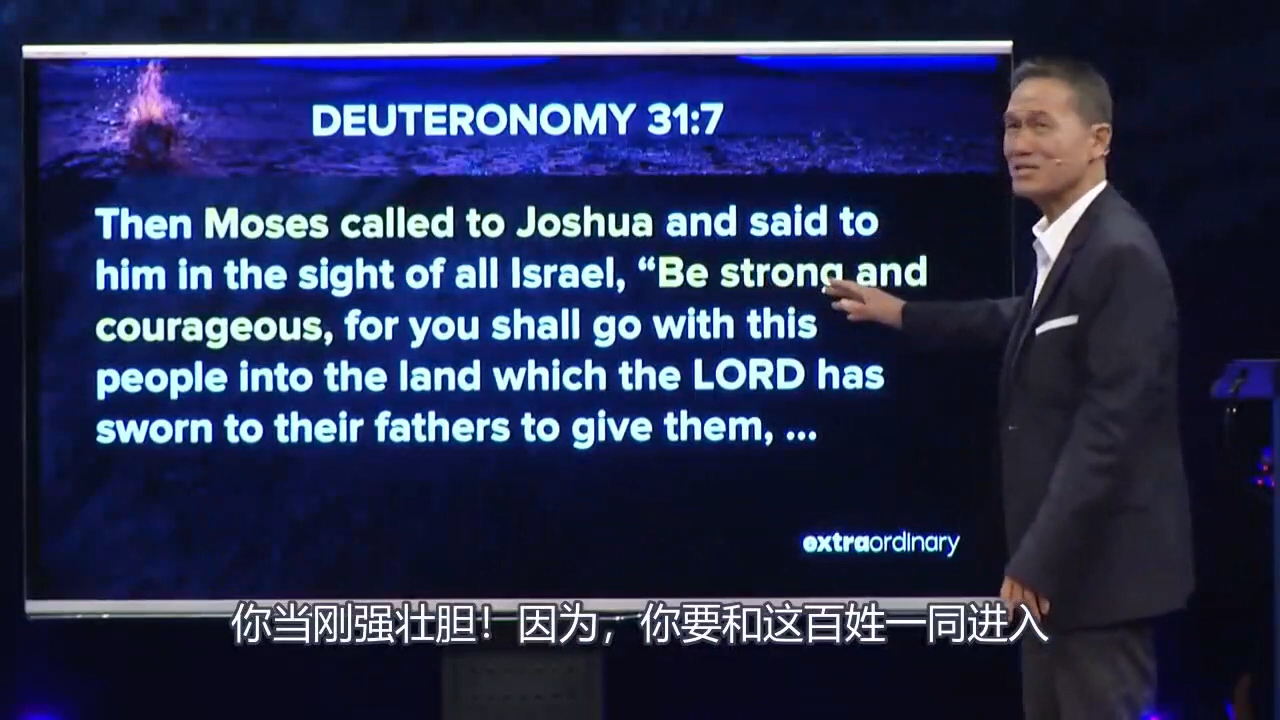 DEUTERONOMY 31:7
Then Moses called to Joshua and said to
him in the sight of all Israel, “Be strong and
courageous, for you shall go with this
people into the land which the LORD has
sworn to their fathers to give them, ...
extraordinary
你当刚强壮胆！因为，你要和这百姓一同进入